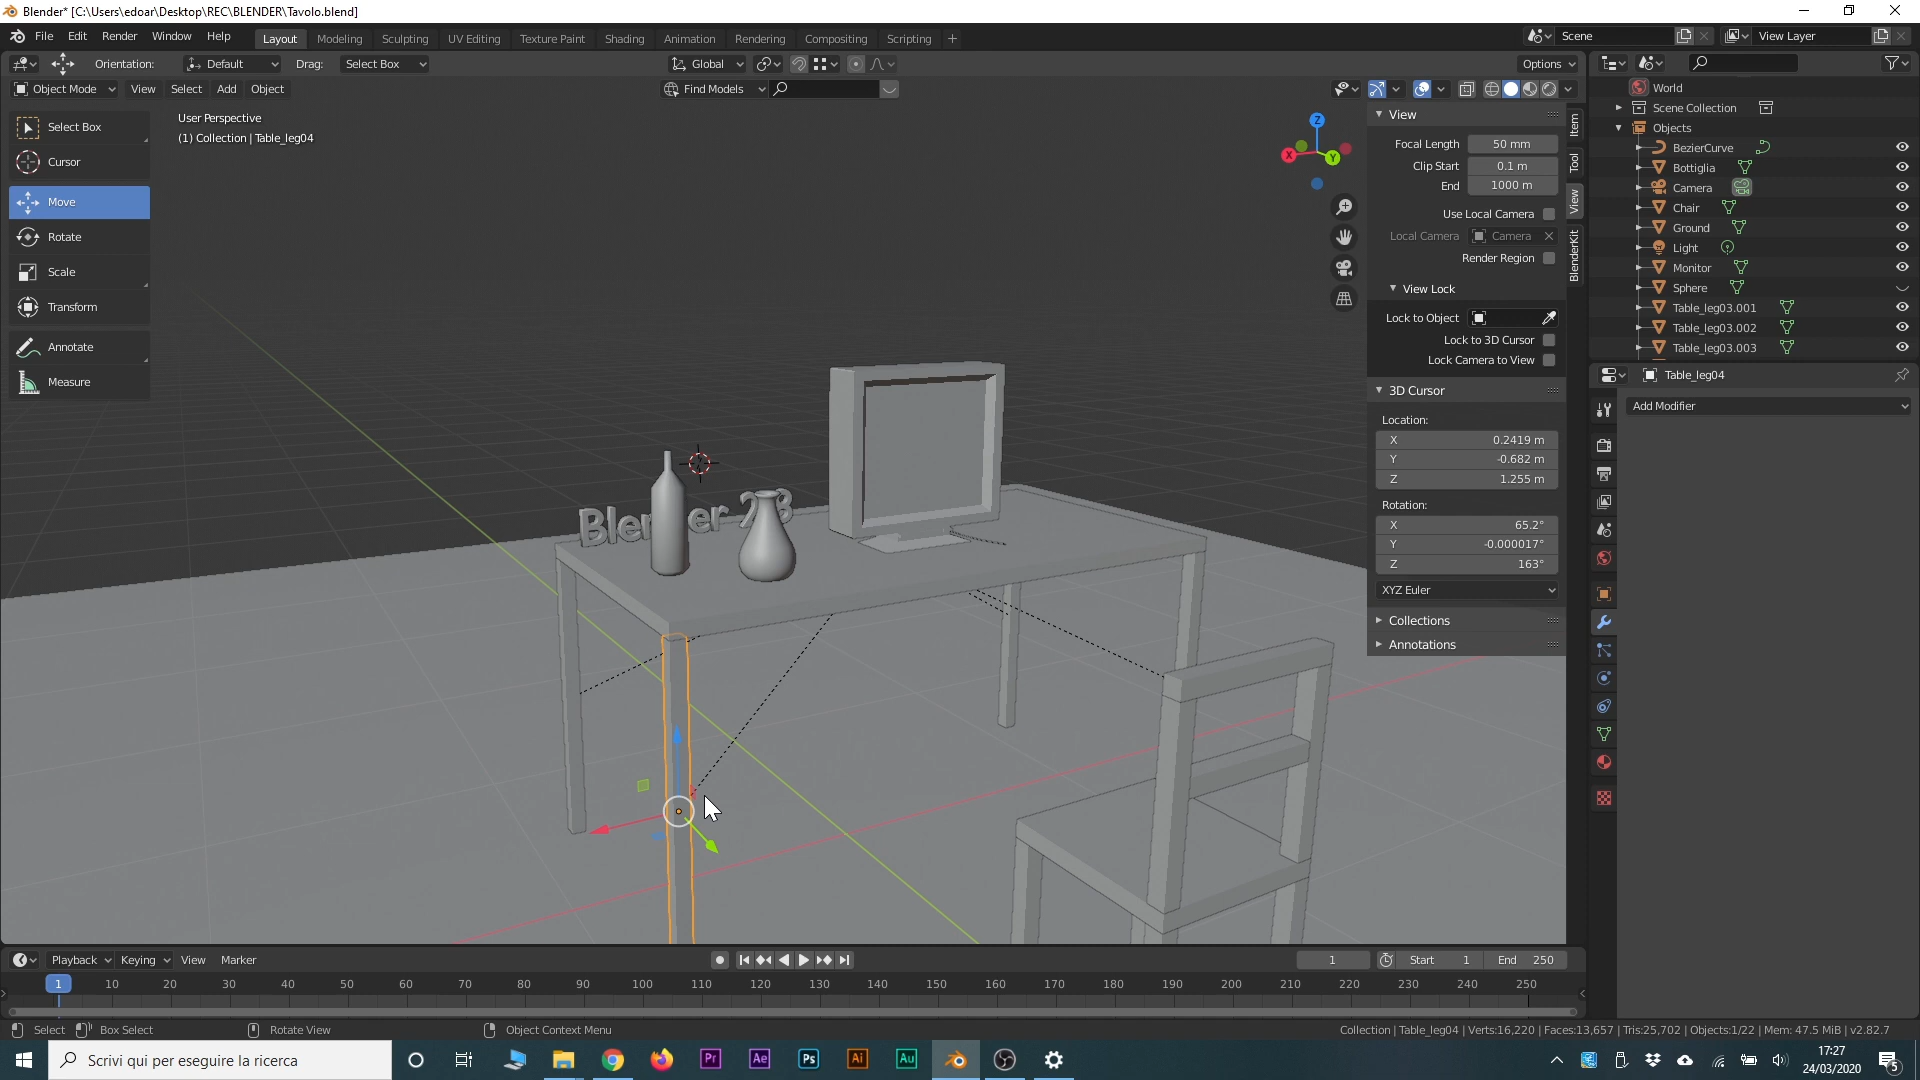 Blender* [C:\Users\edoar\Desktop\REC\BLENDER\Tavolo.blend]
File Edit Render Window Help Layout Modeling Sculpting UV Editing Texture Paint Shading Animation Rendering Compositing Scripting + Scene View Layer
Orientation: Default Drag: Select Box Global Options
Object Mode View Select Add Object Find Models
User Perspective
(1) Collection | Table_leg04
Select Box
Cursor
Move
Rotate
Scale
Transform
Annotate
Measure
Z
X
Y
Blender 2.8
View
Focal Length 50 mm
Clip Start 0.1 m
End 1000 m
Use Local Camera
Local Camera Camera
Render Region
View Lock
Lock to Object
Lock to 3D Cursor
Lock Camera to View
3D Cursor
Location:
X 0.2419 m
Y -0.682 m
Z 1.255 m
Rotation:
X 65.2°
Y -0.000017°
Z 163°
XYZ Euler
Collections
Annotations
Item
Tool
View
BlenderKit
World
Scene Collection
Objects
BezierCurve
Bottiglia
Camera
Chair
Ground
Light
Monitor
Sphere
Table_leg03.001
Table_leg03.002
Table_leg03.003
Table_leg04
Add Modifier
Playback Keying View Marker 1 Start 1 End 250
1 10 20 30 40 50 60 70 80 90 100 110 120 130 140 150 160 170 180 190 200 210 220 230 240 250
Select Box Select Rotate View Object Context Menu Collection | Table_leg04 | Verts:16,220 | Faces:13,657 | Tris:25,702 | Objects:1/22 | Mem: 47.5 MiB | v2.82.7
Scrivi qui per eseguire la ricerca
Pr Ae Ps Ai Au
17:27
24/03/2020
5